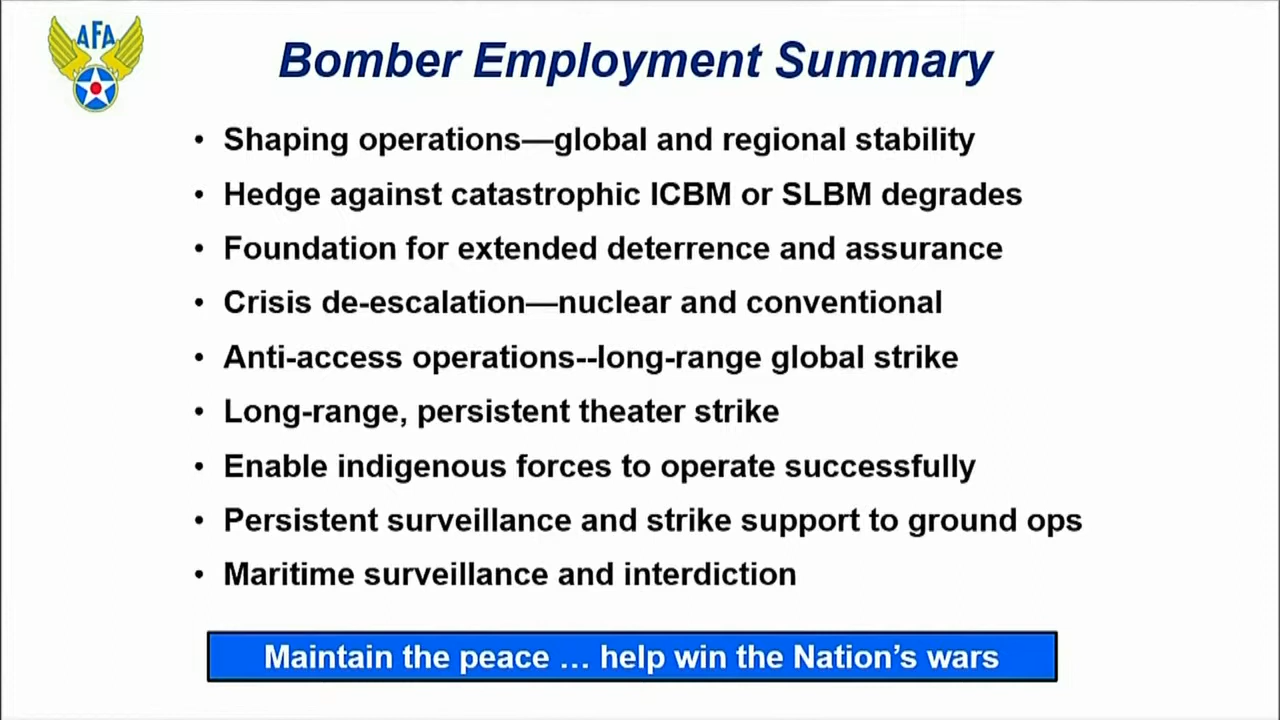 AFA
Bomber Employment Summary
• Shaping operations—global and regional stability
• Hedge against catastrophic ICBM or SLBM degrades
• Foundation for extended deterrence and assurance
• Crisis de-escalation—nuclear and conventional
• Anti-access operations--long-range global strike
• Long-range, persistent theater strike
• Enable indigenous forces to operate successfully
• Persistent surveillance and strike support to ground ops
• Maritime surveillance and interdiction
Maintain the peace … help win the Nation’s wars